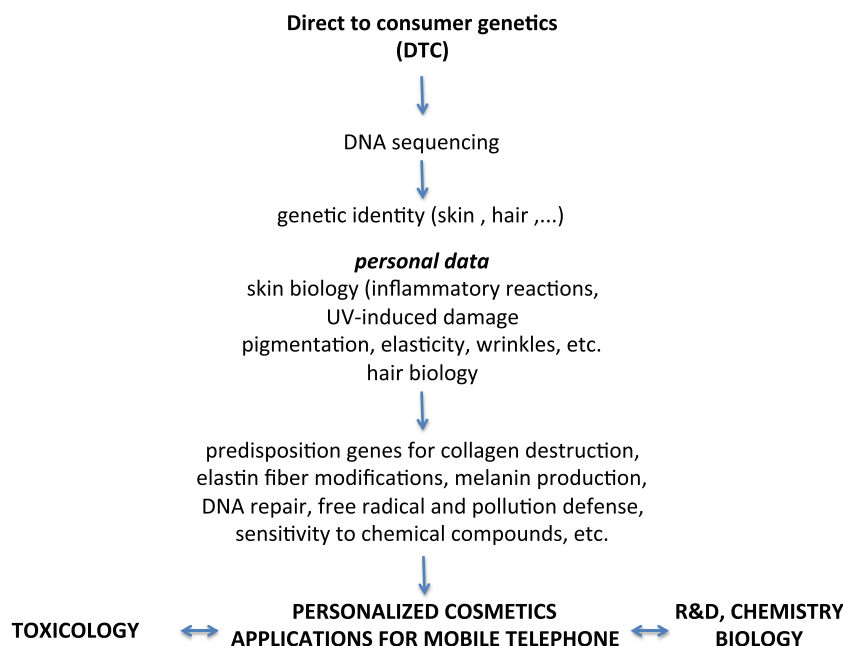 Direct to consumer genetics
(DTC)
DNA sequencing
genetic identity (skin , hair ,...)
personal data
skin biology (inflammatory reactions,
UV-induced damage
pigmentation, elasticity, wrinkles, etc.
hair biology
predisposition genes for collagen destruction,
elastin fiber modifications, melanin production,
DNA repair, free radical and pollution defense,
sensitivity to chemical compounds, etc.
TOXICOLOGY
PERSONALIZED COSMETICS
APPLICATIONS FOR MOBILE TELEPHONE
R&D, CHEMISTRY
BIOLOGY